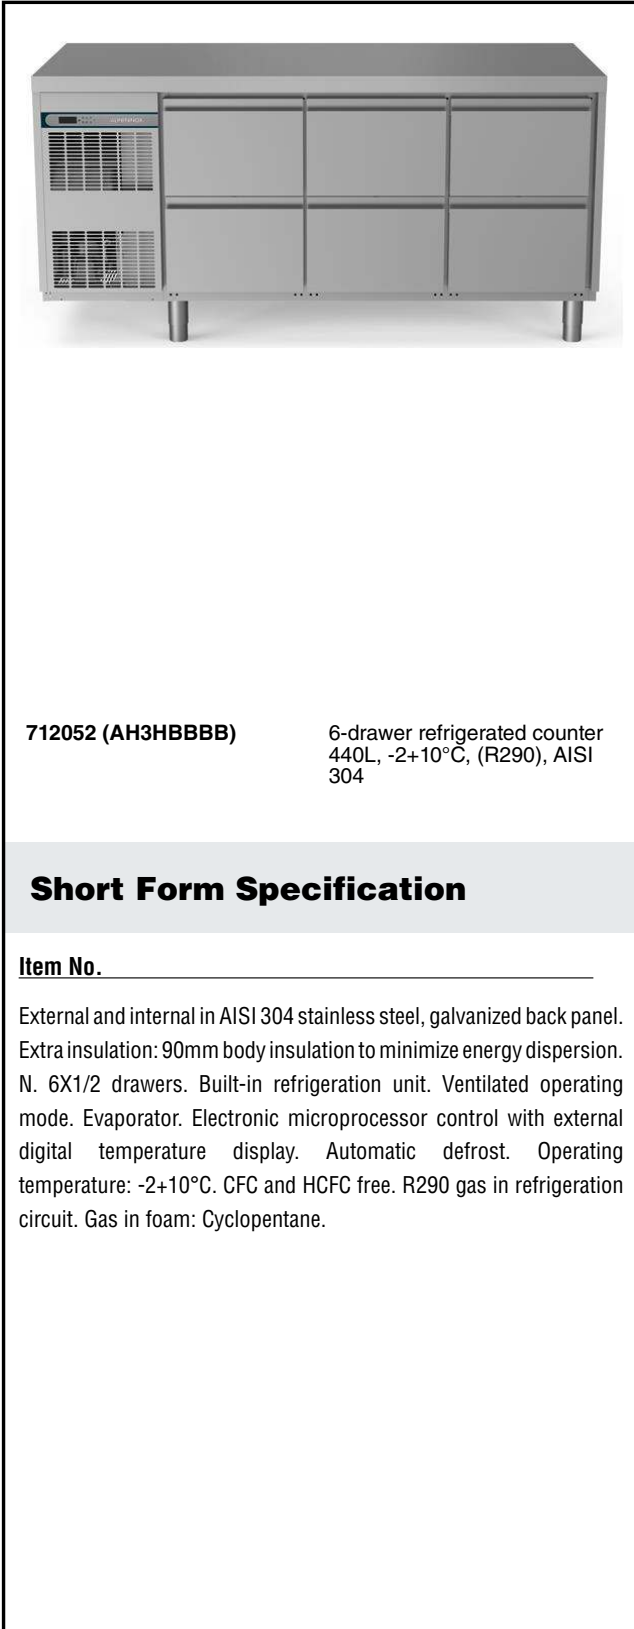 712052 (AH3HBBBB)
6-drawer refrigerated counter
440L, -2+10°C, (R290), AISI
304
Short Form Specification
Item No.
External and internal in AISI 304 stainless steel, galvanized back panel.
Extra insulation: 90mm body insulation to minimize energy dispersion.
N. 6X1/2 drawers. Built-in refrigeration unit. Ventilated operating
mode. Evaporator. Electronic microprocessor control with external
digital temperature display. Automatic defrost. Operating
temperature: -2+10°C. CFC and HCFC free. R290 gas in refrigeration
circuit. Gas in foam: Cyclopentane.